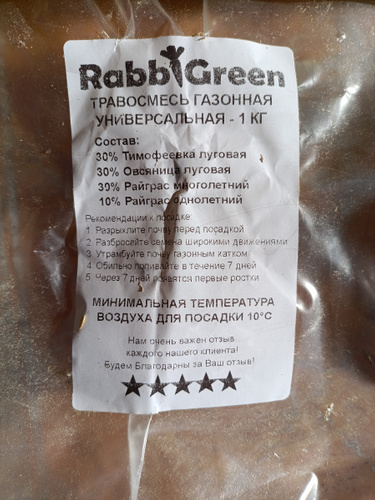 RabbiGreen
ТРАВОСМЕСЬ ГАЗОННАЯ
УНИВЕРСАЛЬНАЯ - 1 КГ
Состав:
30% Тимофеевка луговая
30% Овсяница луговая
30% Райграс многолетний
10% Райграс однолетний
Рекомендации к посадке:
1. Разрыхлите почву перед посадкой
2. Разбросайте семена широкими движениями
3. Утрамбуйте почву газонным катком
4. Обильно поливайте в течение 7 дней
5. Через 7 дней появятся первые ростки
МИНИМАЛЬНАЯ ТЕМПЕРАТУРА
ВОЗДУХА ДЛЯ ПОСАДКИ 10°C
Нам очень важен отзыв
каждого нашего клиента!
Будем Благодарны за Ваш отзыв!